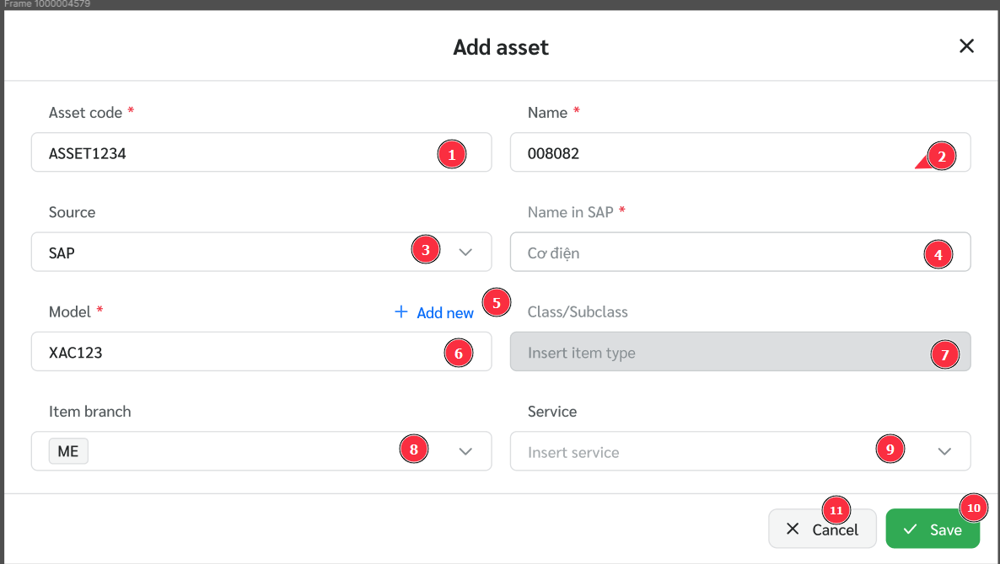 Frame 1000004579
Add asset
Asset code *
Name *
ASSET1234
1
008082
2
Source
Name in SAP *
SAP
3
Cơ điện
4
Model *
Add new
5
Class/Subclass
XAC123
6
Insert item type
7
Item branch
Service
ME
8
Insert service
9
11
10
Cancel
Save